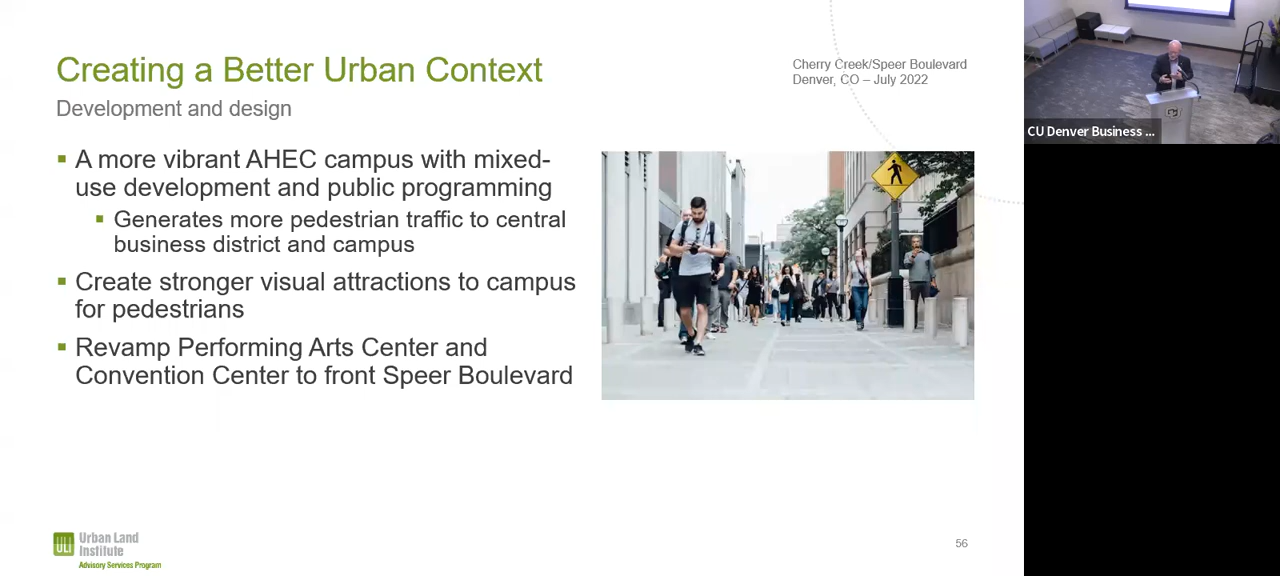 Creating a Better Urban Context
Development and design
Cherry Creek/Speer Boulevard
Denver, CO – July 2022
▪ A more vibrant AHEC campus with mixed-
use development and public programming
▪ Generates more pedestrian traffic to central
business district and campus
▪ Create stronger visual attractions to campus
for pedestrians
▪ Revamp Performing Arts Center and
Convention Center to front Speer Boulevard
ULI Urban Land
Institute
Advisory Services Program
56
CU Denver Business ...